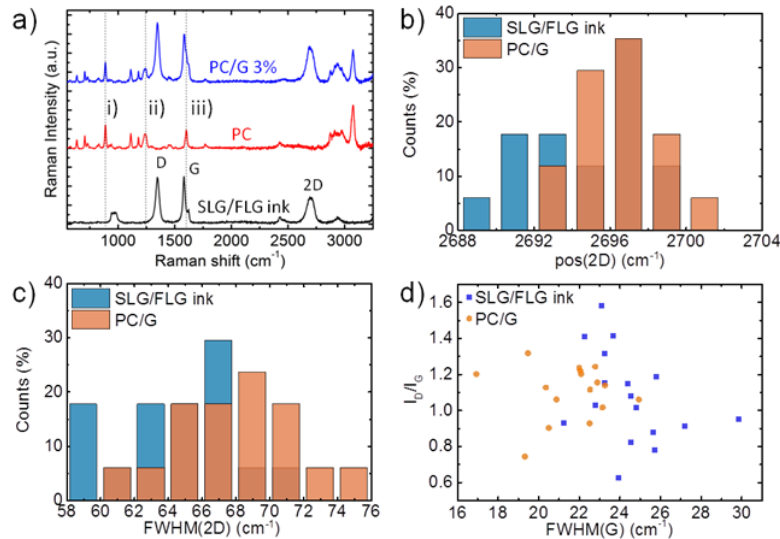 a)
Raman Intensity (a.u.)
PC/G 3%
i)
ii)
iii)
PC
D
G
2D
SLG/FLG ink
1000 1500 2000 2500 3000
Raman shift (cm-1)
b)
40
30
20
10
0
Counts (%)
SLG/FLG ink
PC/G
2688 2692 2696 2700 2704
pos(2D) (cm-1)
c)
40
30
20
10
0
Counts (%)
SLG/FLG ink
PC/G
58 60 62 64 66 68 70 72 74 76
FWHM(2D) (cm-1)
d)
1.6
1.4
1.2
1.0
0.8
0.6
ID/IG
SLG/FLG ink
PC/G
16 18 20 22 24 26 28 30
FWHM(G) (cm-1)